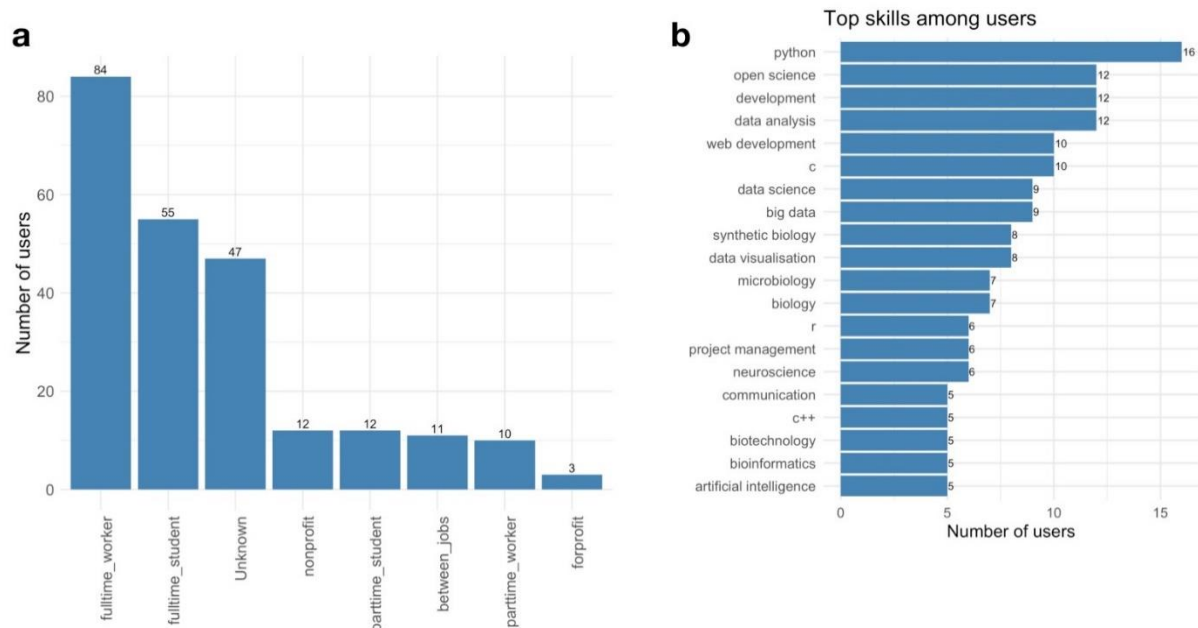 a
Number of users
80
60
40
20
0
84
55
47
12
12
11
10
3
fulltime_worker
fulltime_student
Unknown
nonprofit
parttime_student
between_jobs
parttime_worker
forprofit
b
Top skills among users
python 16
open science 12
development 12
data analysis 12
web development 10
c 10
data science 9
big data 9
synthetic biology 8
data visualisation 8
microbiology 7
biology 7
r 6
project management 6
neuroscience 6
communication 5
c++ 5
biotechnology 5
bioinformatics 5
artificial intelligence 5
0 5 10 15
Number of users